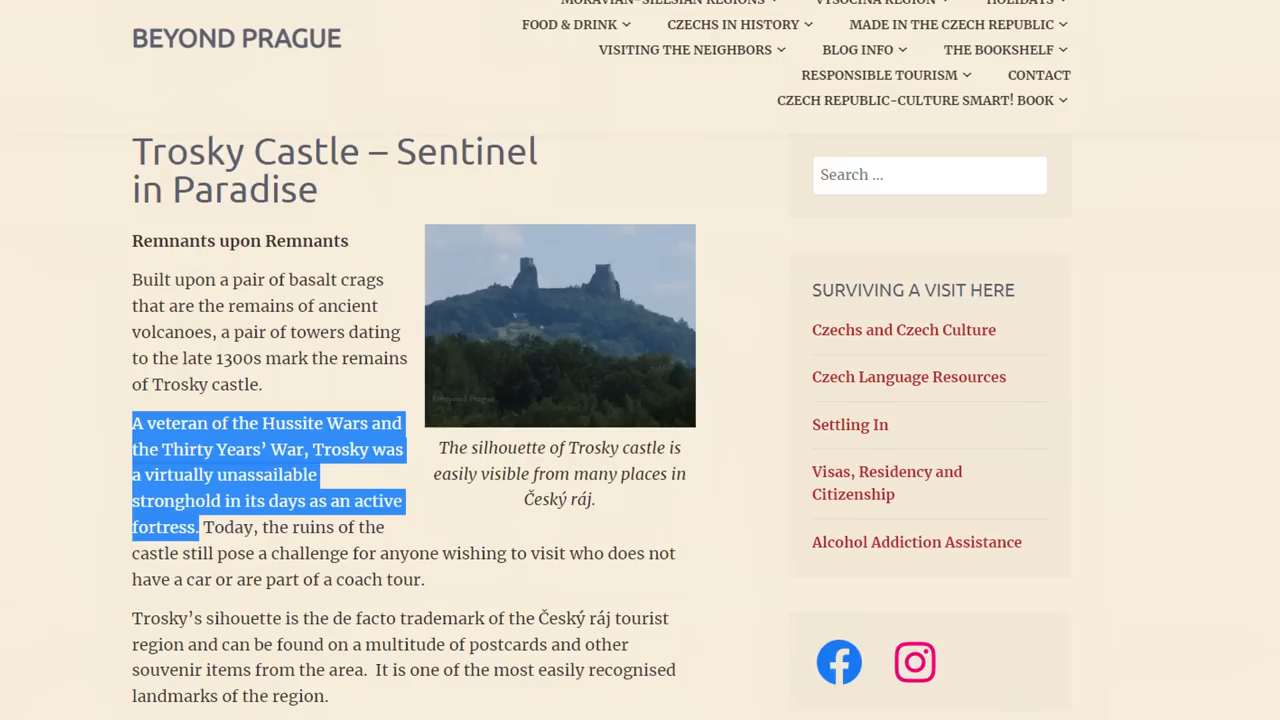 MORAVIAN-SILESIAN REGIONS
VYSOČINA REGION
HOLIDAYS
BEYOND PRAGUE
FOOD & DRINK
CZECHS IN HISTORY
MADE IN THE CZECH REPUBLIC
VISITING THE NEIGHBORS
BLOG INFO
THE BOOKSHELF
RESPONSIBLE TOURISM
CONTACT
CZECH REPUBLIC-CULTURE SMART! BOOK
Trosky Castle – Sentinel
in Paradise
Remnants upon Remnants
Built upon a pair of basalt crags
that are the remains of ancient
volcanoes, a pair of towers dating
to the late 1300s mark the remains
of Trosky castle.
©Beyond Prague
The silhouette of Trosky castle is
easily visible from many places in
Český ráj.
A veteran of the Hussite Wars and
the Thirty Years’ War, Trosky was
a virtually unassailable
stronghold in its days as an active
fortress. Today, the ruins of the
castle still pose a challenge for anyone wishing to visit who does not
have a car or are part of a coach tour.
Trosky’s sihouette is the de facto trademark of the Český ráj tourist
region and can be found on a multitude of postcards and other
souvenir items from the area. It is one of the most easily recognised
landmarks of the region.
Search …
SURVIVING A VISIT HERE
Czechs and Czech Culture
Czech Language Resources
Settling In
Visas, Residency and
Citizenship
Alcohol Addiction Assistance